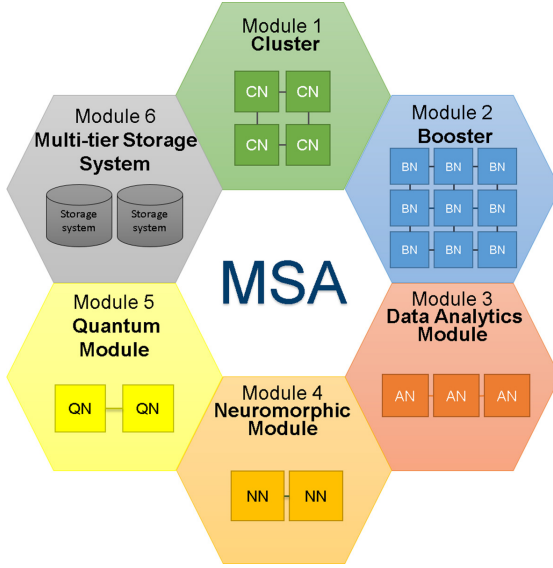 Module 1
Cluster
CN CN
CN CN
Module 2
Booster
BN BN BN
BN BN BN
BN BN BN
Module 3
Data Analytics
Module
AN AN AN
Module 4
Neuromorphic
Module
NN NN
Module 5
Quantum
Module
QN QN
Module 6
Multi-tier Storage
System
Storage Storage
system system
MSA